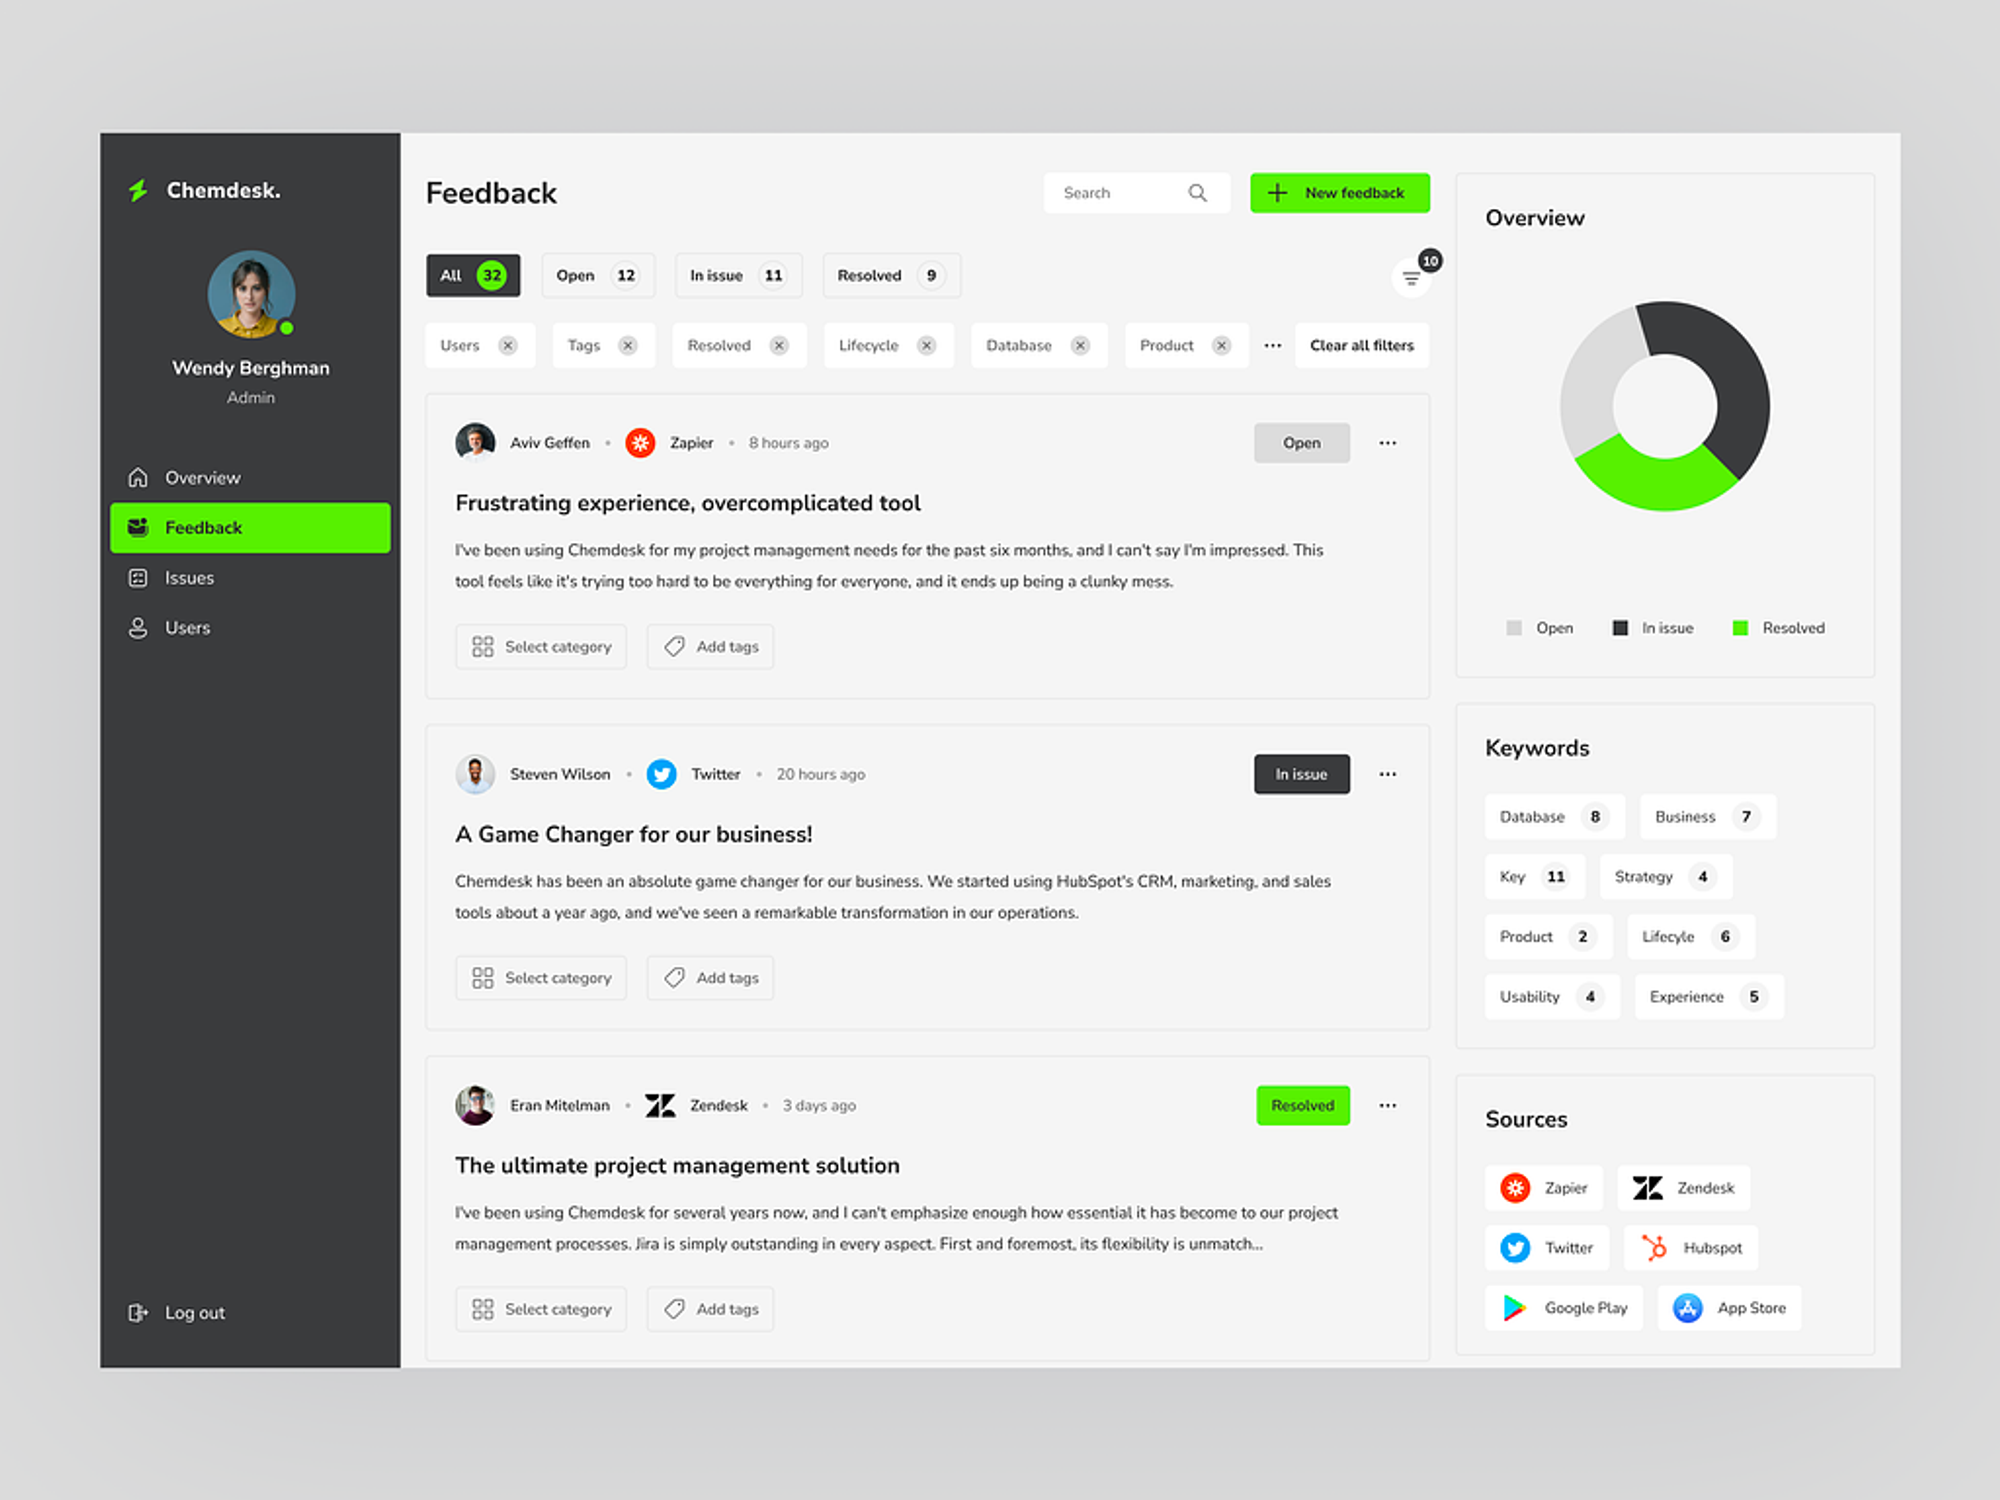 Chemdesk.
Wendy Berghman
Admin
Overview
Feedback
Issues
Users
Log out
Feedback
Search
New feedback
All 32
Open 12
In issue 11
Resolved 9
10
Users
Tags
Resolved
Lifecycle
Database
Product
Clear all filters
Aviv Geffen • Zapier • 8 hours ago
Open
Frustrating experience, overcomplicated tool
I've been using Chemdesk for my project management needs for the past six months, and I can't say I'm impressed. This
tool feels like it's trying too hard to be everything for everyone, and it ends up being a clunky mess.
Select category
Add tags
Steven Wilson • Twitter • 20 hours ago
In issue
A Game Changer for our business!
Chemdesk has been an absolute game changer for our business. We started using HubSpot's CRM, marketing, and sales
tools about a year ago, and we've seen a remarkable transformation in our operations.
Select category
Add tags
Eran Mitelman • Zendesk • 3 days ago
Resolved
The ultimate project management solution
I've been using Chemdesk for several years now, and I can't emphasize enough how essential it has become to our project
management processes. Jira is simply outstanding in every aspect. First and foremost, its flexibility is unmatch...
Select category
Add tags
Overview
Open
In issue
Resolved
Keywords
Database 8
Business 7
Key 11
Strategy 4
Product 2
Lifecyle 6
Usability 4
Experience 5
Sources
Zapier
Zendesk
Twitter
Hubspot
Google Play
App Store